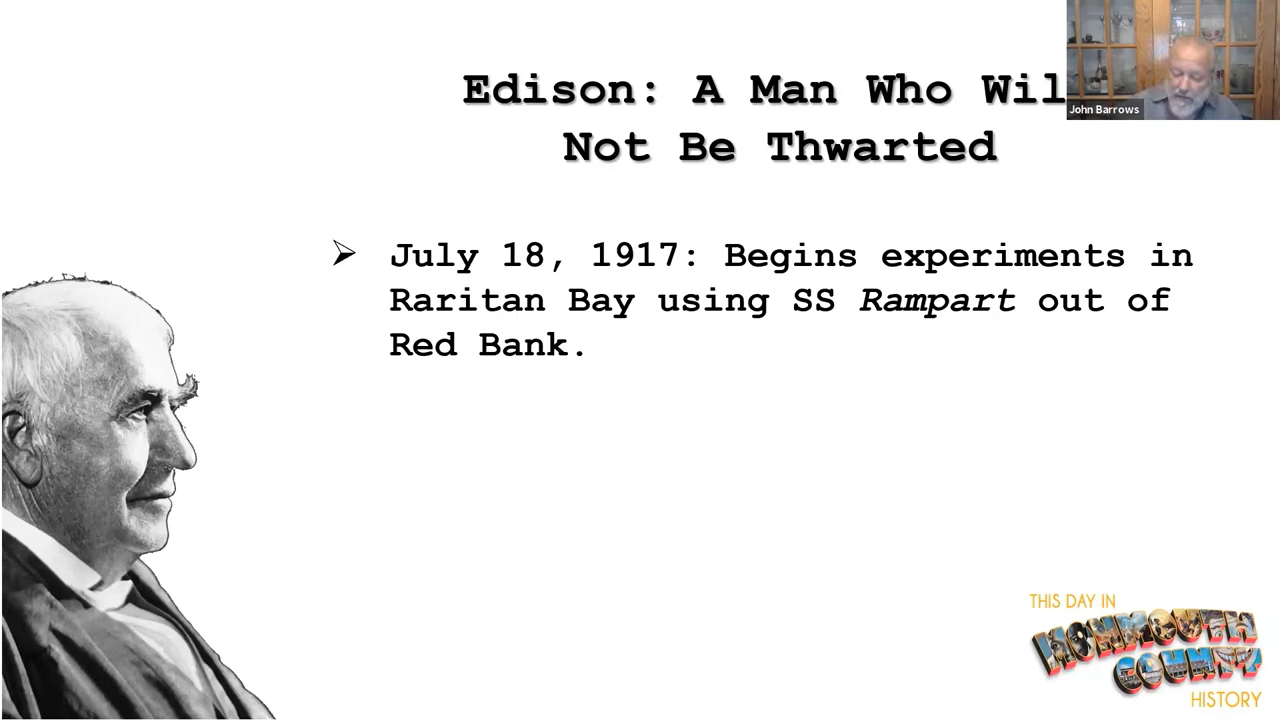 Edison: A Man Who Wil
Not Be Thwarted
John Barrows
➢ July 18, 1917: Begins experiments in
Raritan Bay using SS Rampart out of
Red Bank.
THIS DAY IN
MONMOUTH
COUNTY
HISTORY